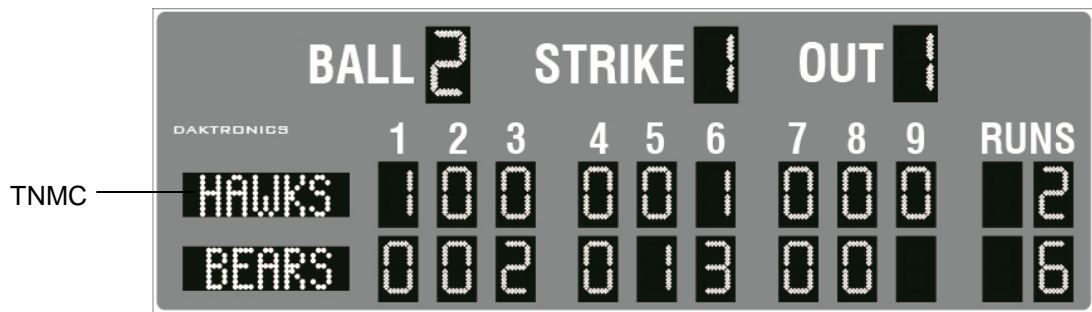 BALL 2 STRIKE 1 OUT 1
DAKTRONICS 1 2 3 4 5 6 7 8 9 RUNS
TNMC HAWKS 1 0 0 0 0 1 0 0 0 2
BEARS 0 0 2 0 1 3 0 0 6